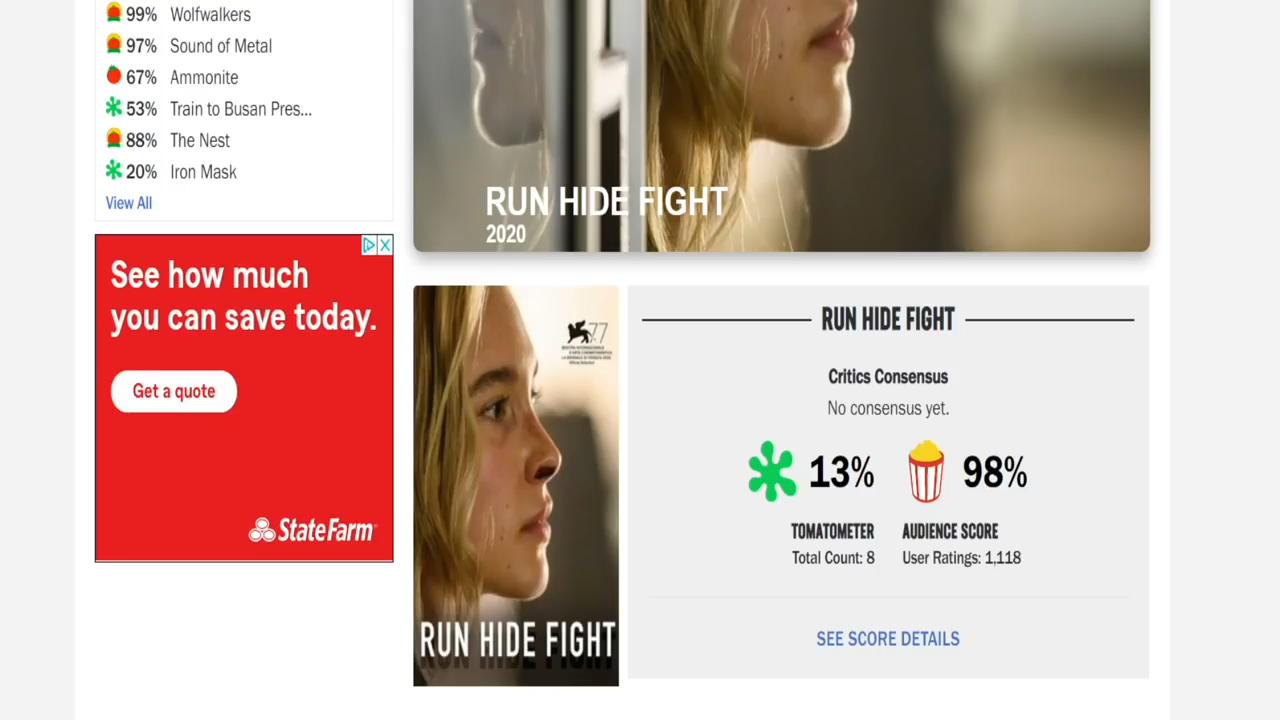 99% Wolfwalkers
97% Sound of Metal
67% Ammonite
53% Train to Busan Pres...
88% The Nest
20% Iron Mask
View All
See how much
you can save today.
Get a quote
StateFarm
RUN HIDE FIGHT
2020
77
RUN HIDE FIGHT
RUN HIDE FIGHT
Critics Consensus
No consensus yet.
13% 98%
TOMATOMETER AUDIENCE SCORE
Total Count: 8 User Ratings: 1,118
SEE SCORE DETAILS